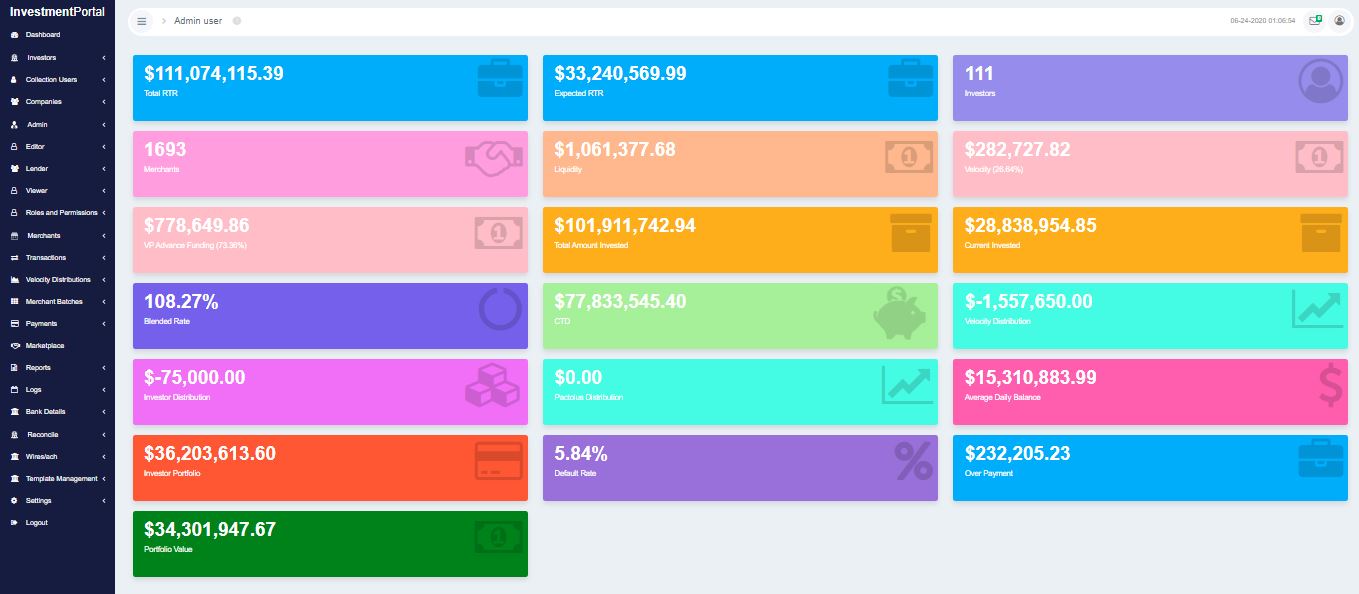 InvestmentPortal
Dashboard
Investors
Collection Users
Companies
Admin
Editor
Lender
Viewer
Roles and Permissions
Merchants
Transactions
Velocity Distributions
Merchant Batches
Payments
Marketplace
Reports
Logs
Bank Details
Reconcile
Wires/ach
Template Management
Settings
Logout
Admin user
06-24-2020 01:06:54
$111,074,115.39
Total RTR
$33,240,569.99
Expected RTR
111
Investors
1693
Merchants
$1,061,377.68
Liquidity
$282,727.82
Velocity (26.64%)
$778,649.86
VP Advance Funding (73.36%)
$101,911,742.94
Total Amount Invested
$28,838,954.85
Current Invested
108.27%
Blended Rate
$77,833,545.40
CTD
$-1,557,650.00
Velocity Distribution
$-75,000.00
Investor Distribution
$0.00
Pactolus Distribution
$15,310,883.99
Average Daily Balance
$36,203,613.60
Investor Portfolio
5.84%
Default Rate
$232,205.23
Over Payment
$34,301,947.67
Portfolio Value